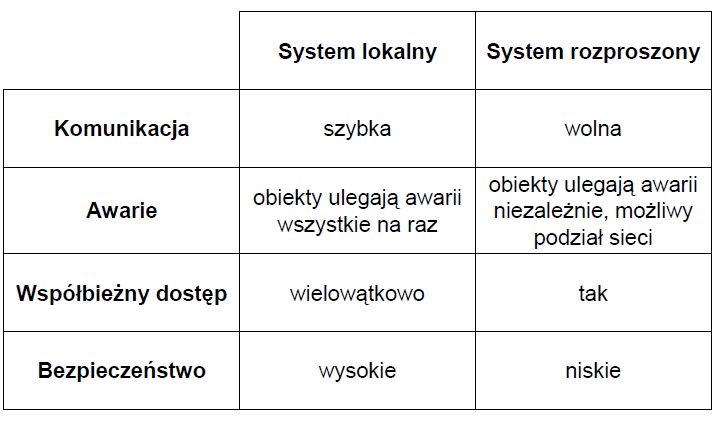 System lokalny System rozproszony
Komunikacja szybka wolna
Awarie obiekty ulegają awarii wszystkie na raz obiekty ulegają awarii niezależnie, możliwy podział sieci
Współbieżny dostęp wielowątkowo tak
Bezpieczeństwo wysokie niskie